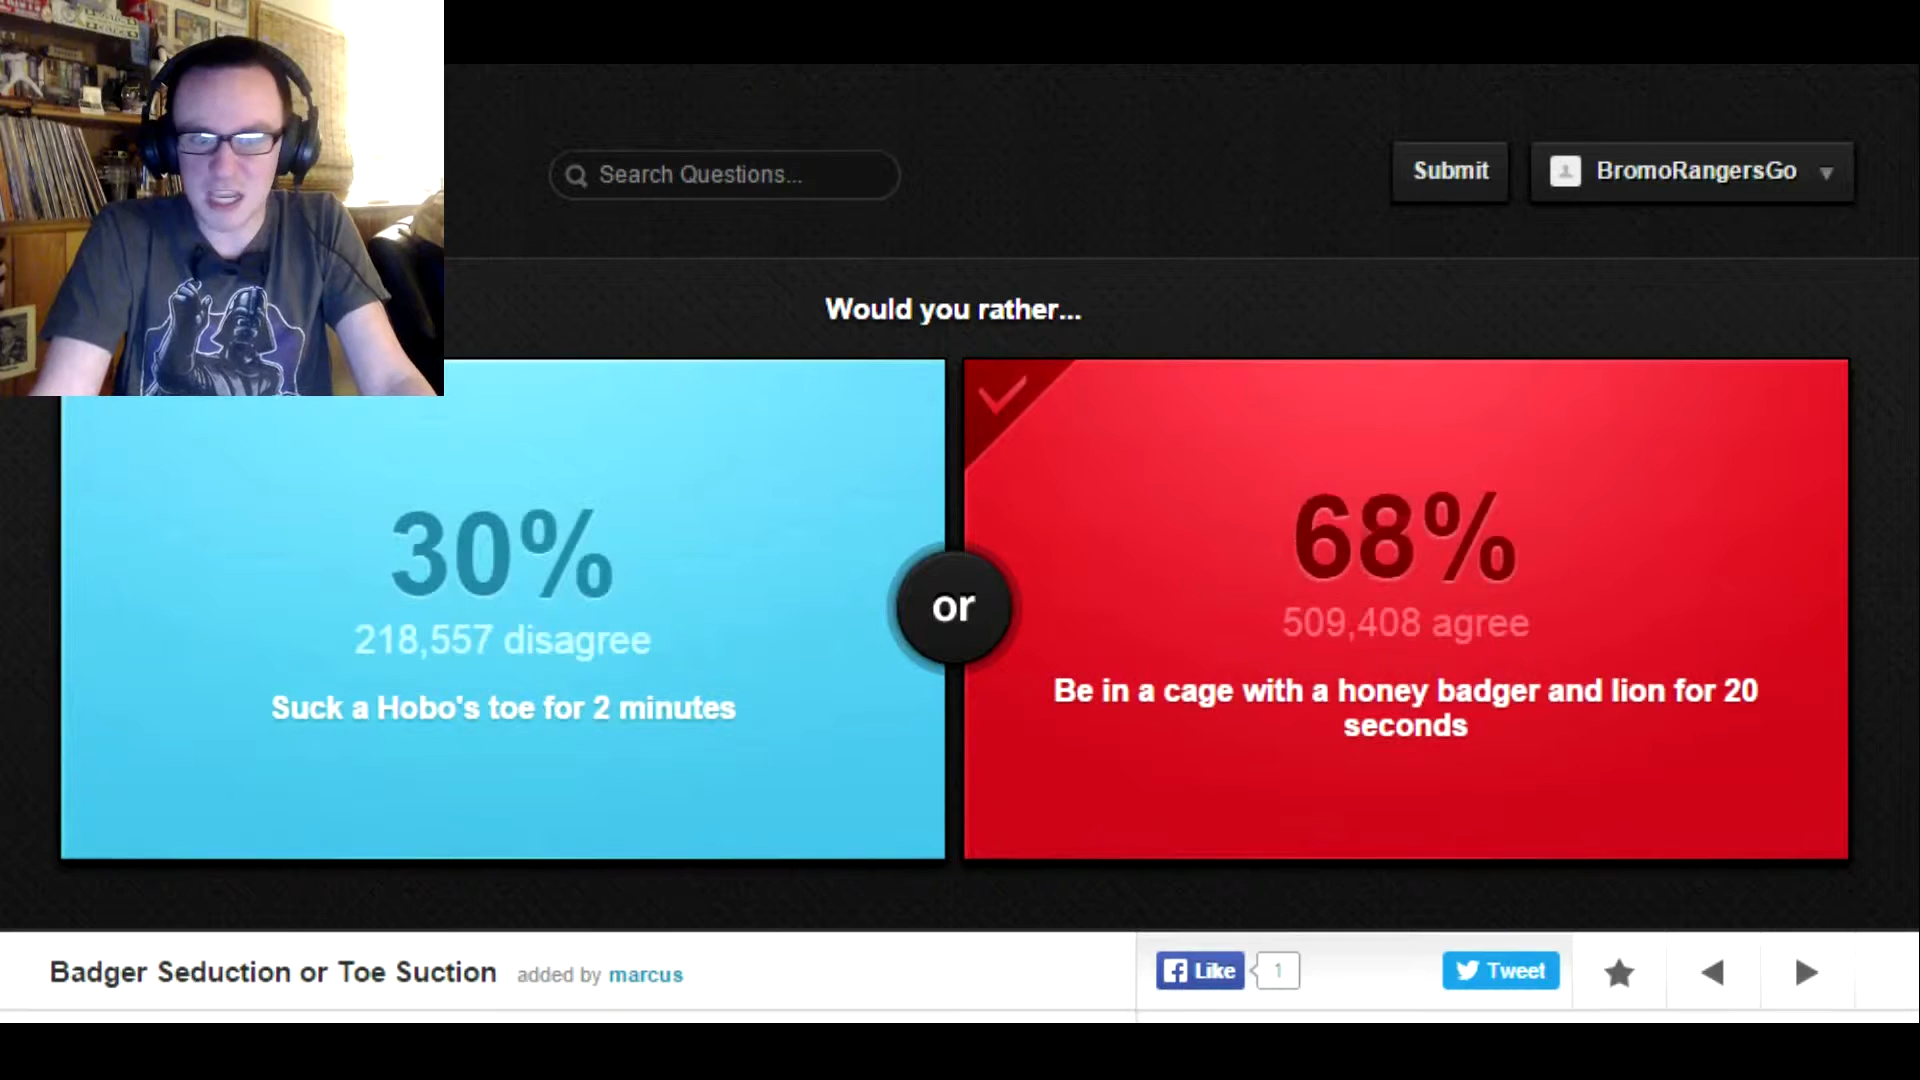 Search Questions...
Submit
BromoRangersGo
Would you rather...
30%
218,557 disagree
Suck a Hobo's toe for 2 minutes
or
68%
509,408 agree
Be in a cage with a honey badger and lion for 20
seconds
Badger Seduction or Toe Suction added by marcus
Like
1
Tweet